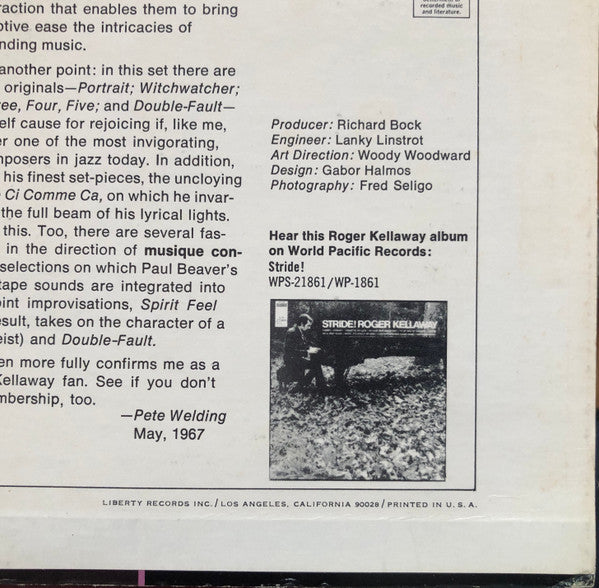 raction that enables them to bring
ptive ease the intricacies of
nding music.
another point: in this set there are
originals—Portrait; Witchwatcher;
ee, Four, Five; and Double-Fault—
elf cause for rejoicing if, like me,
er one of the most invigorating,
nposers in jazz today. In addition,
his finest set-pieces, the uncloying
Ci Comme Ca, on which he invar-
the full beam of his lyrical lights.
this. Too, there are several fas-
in the direction of musique con-
selections on which Paul Beaver's
tape sounds are integrated into
int improvisations, Spirit Feel
esult, takes on the character of a
eist) and Double-Fault.
en more fully confirms me as a
Kellaway fan. See if you don't
mbership, too.
—Pete Welding
May, 1967
recorded music
and literature.
Producer: Richard Bock
Engineer: Lanky Linstrot
Art Direction: Woody Woodward
Design: Gabor Halmos
Photography: Fred Seligo
Hear this Roger Kellaway album
on World Pacific Records:
Stride!
WPS-21861/WP-1861
STRIDE! ROGER KELLAWAY
LIBERTY RECORDS INC./LOS ANGELES, CALIFORNIA 90028/PRINTED IN U. S. A.